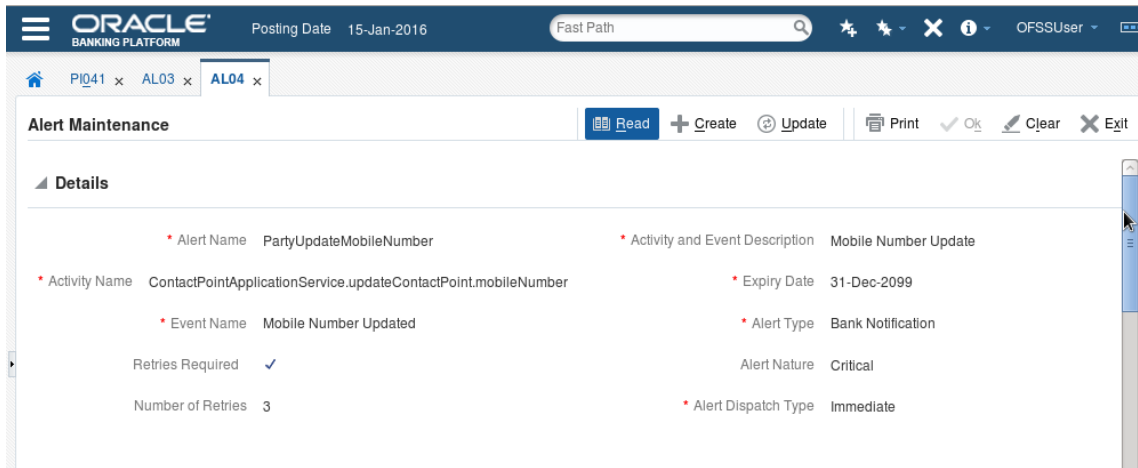 ORACLE
BANKING PLATFORM
Posting Date 15-Jan-2016
Fast Path
OFSSUser
PI041 x AL03 x AL04 x
Alert Maintenance
Read Create Update Print Ok Clear Exit
Details
* Alert Name PartyUpdateMobileNumber * Activity and Event Description Mobile Number Update
* Activity Name ContactPointApplicationService.updateContactPoint.mobileNumber * Expiry Date 31-Dec-2099
* Event Name Mobile Number Updated * Alert Type Bank Notification
Retries Required ✓ Alert Nature Critical
Number of Retries 3 * Alert Dispatch Type Immediate